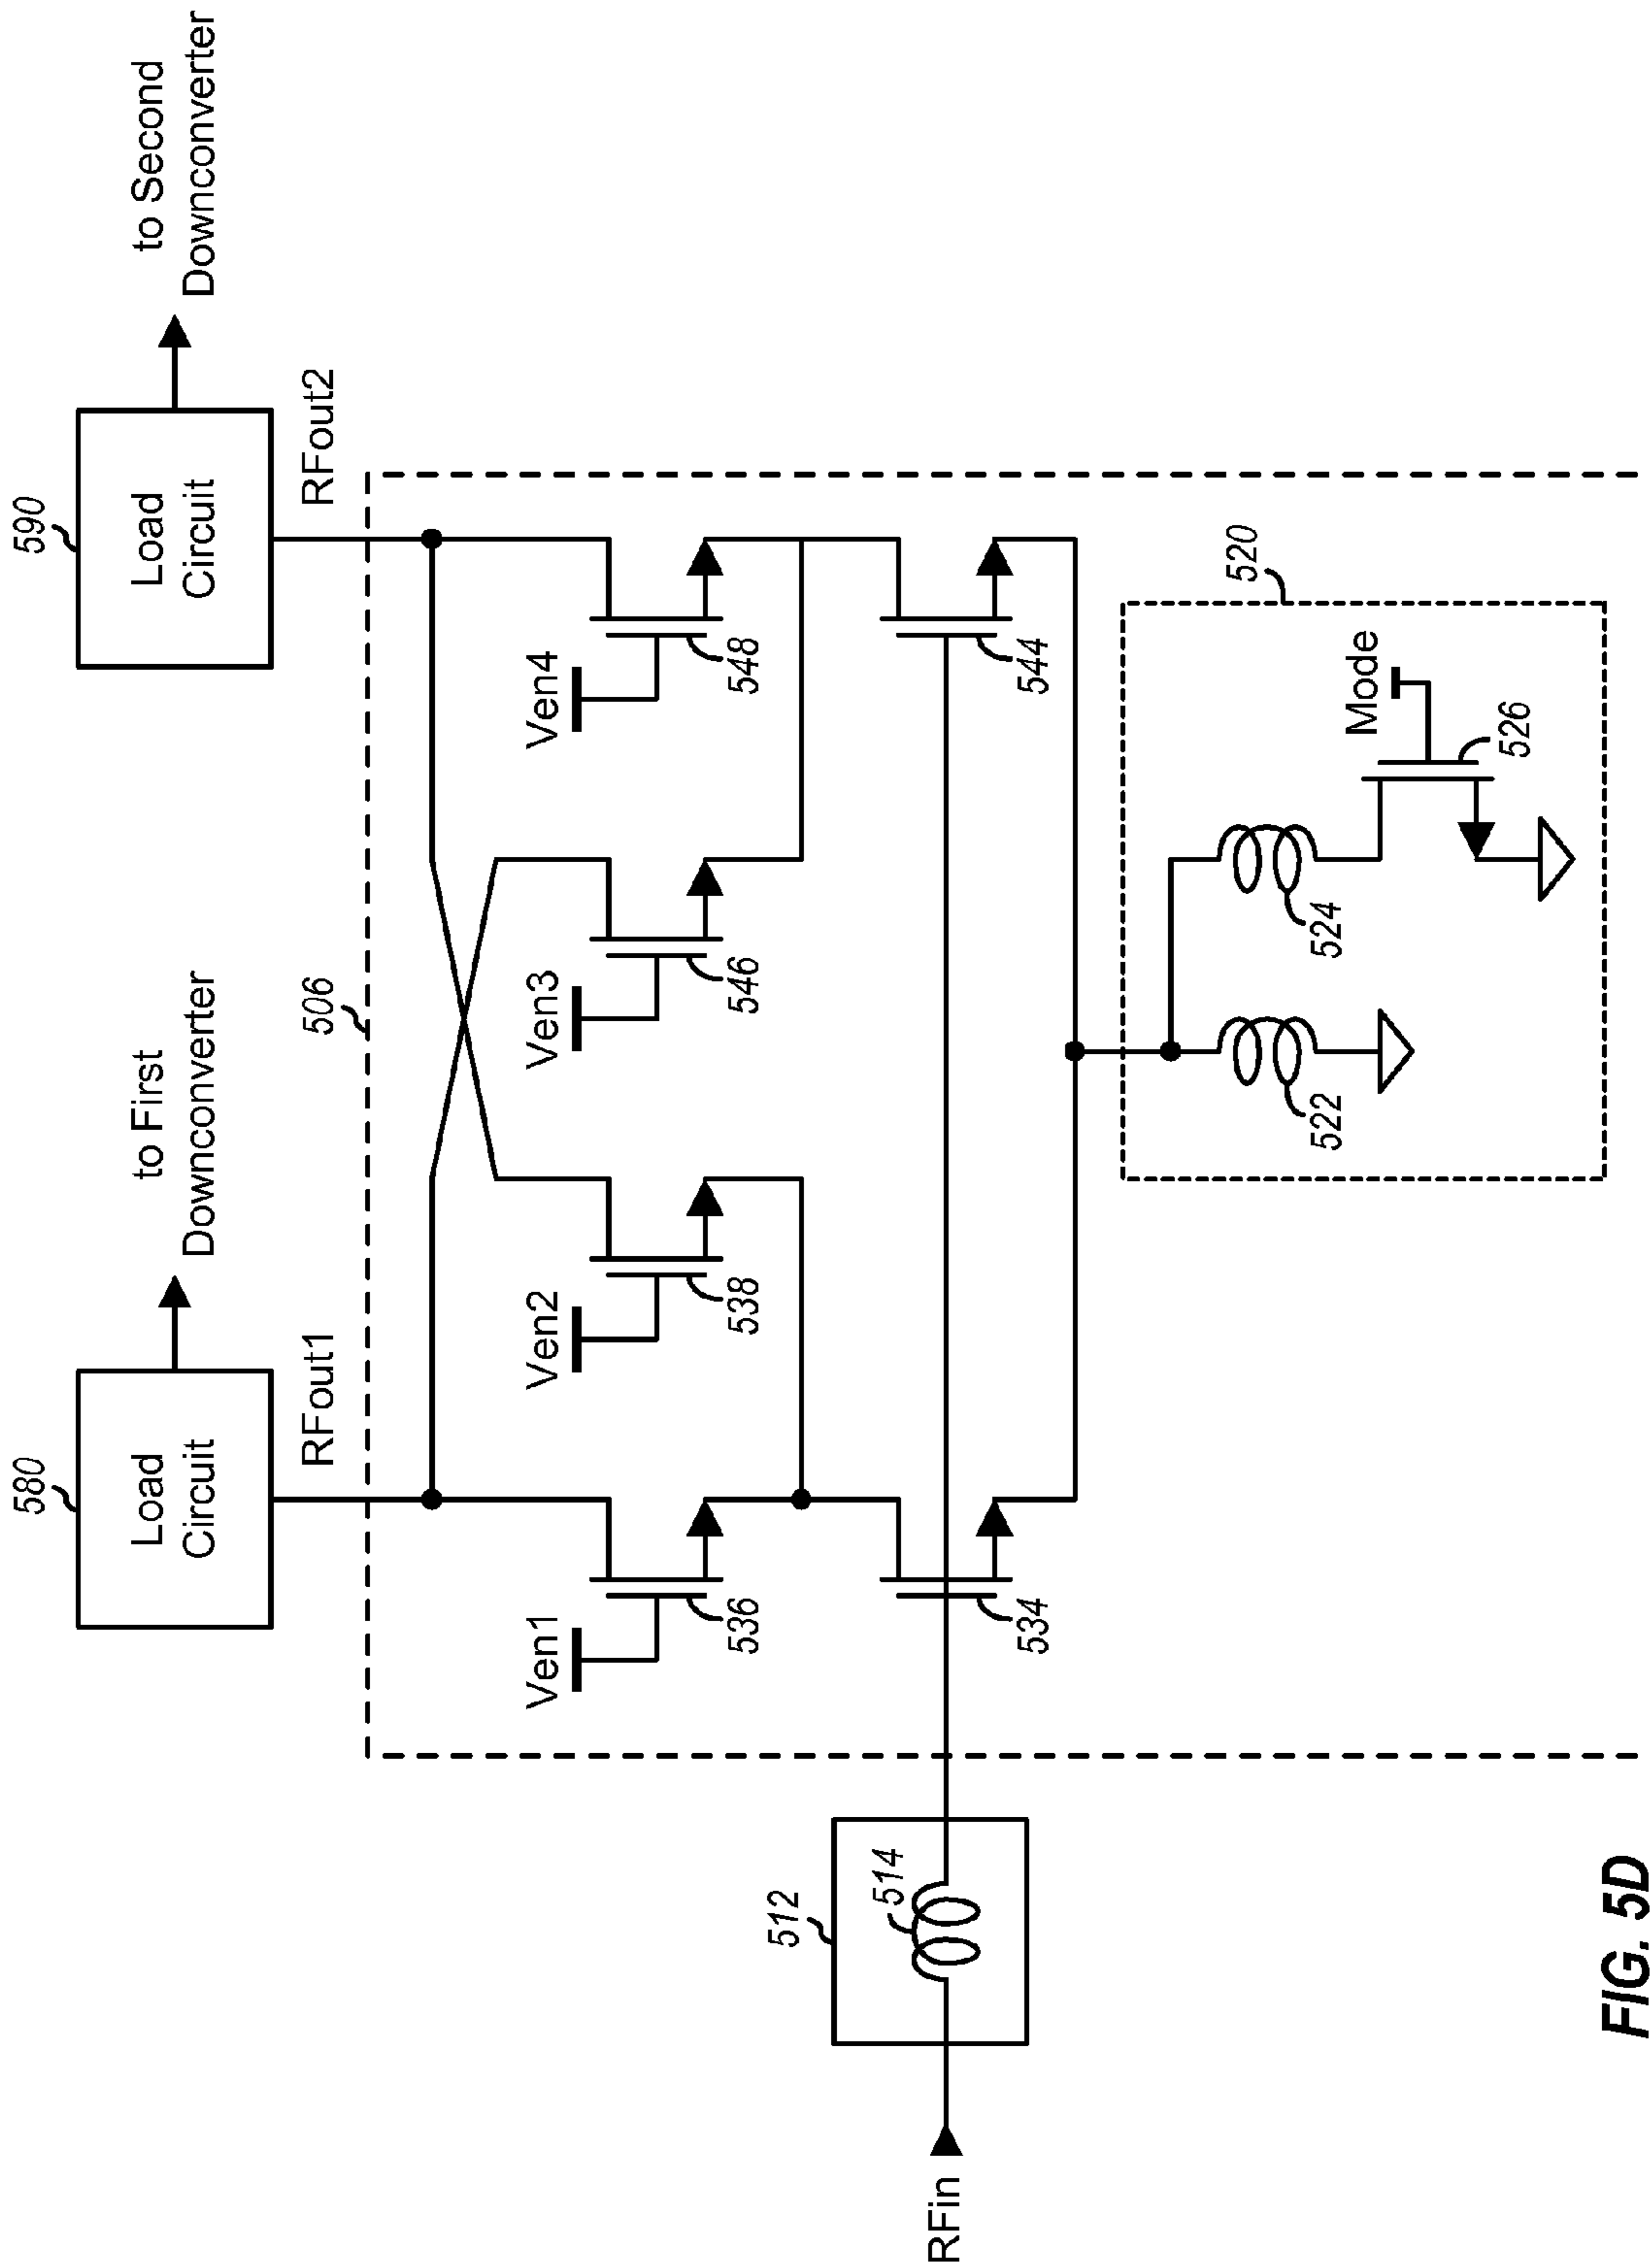 580
Load
Circuit
to First
Downconverter
590
Load
Circuit
to Second
Downconverter
RFout1
506
RFout2
Ven1
536
Ven2
538
Ven3
546
Ven4
548
RFin
512
514
534
544
520
522
524
Mode
526
FIG. 5D